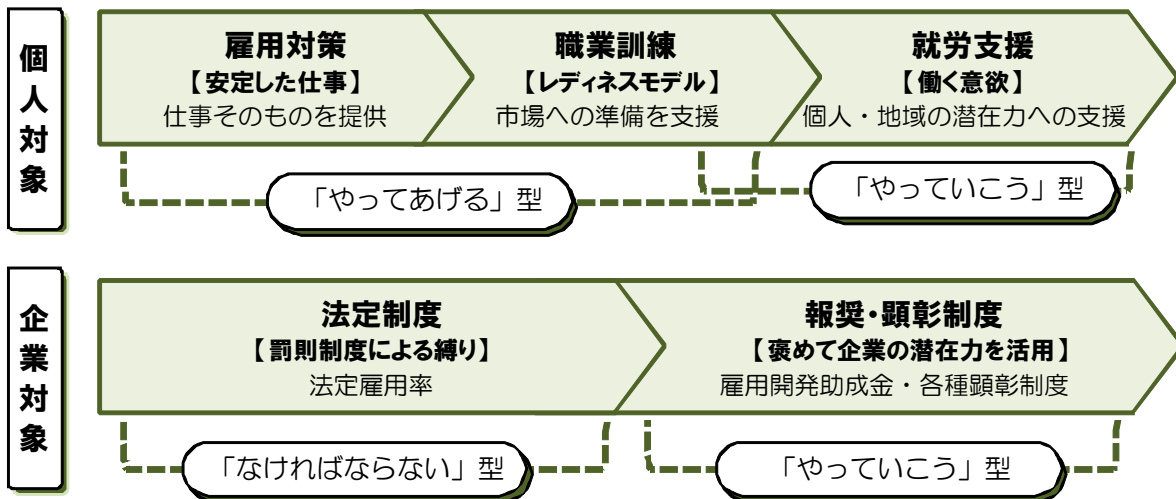 個人対象
雇用対策
【安定した仕事】
仕事そのものを提供
職業訓練
【レディネスモデル】
市場への準備を支援
就労支援
【働く意欲】
個人・地域の潜在力への支援
「やってあげる」型
「やっていこう」型
企業対象
法定制度
【罰則制度による縛り】
法定雇用率
報奨・顕彰制度
【褒めて企業の潜在力を活用】
雇用開発助成金・各種顕彰制度
「なければならない」型
「やっていこう」型